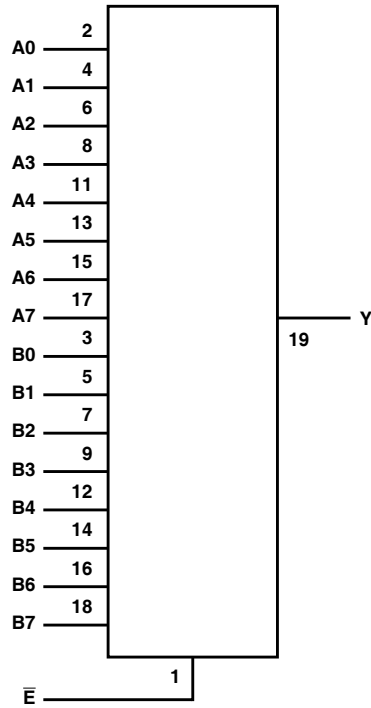 A0 2
A1 4
A2 6
A3 8
A4 11
A5 13
A6 15
A7 17
Y 19
B0 3
B1 5
B2 7
B3 9
B4 12
B5 14
B6 16
B7 18
E̅ 1